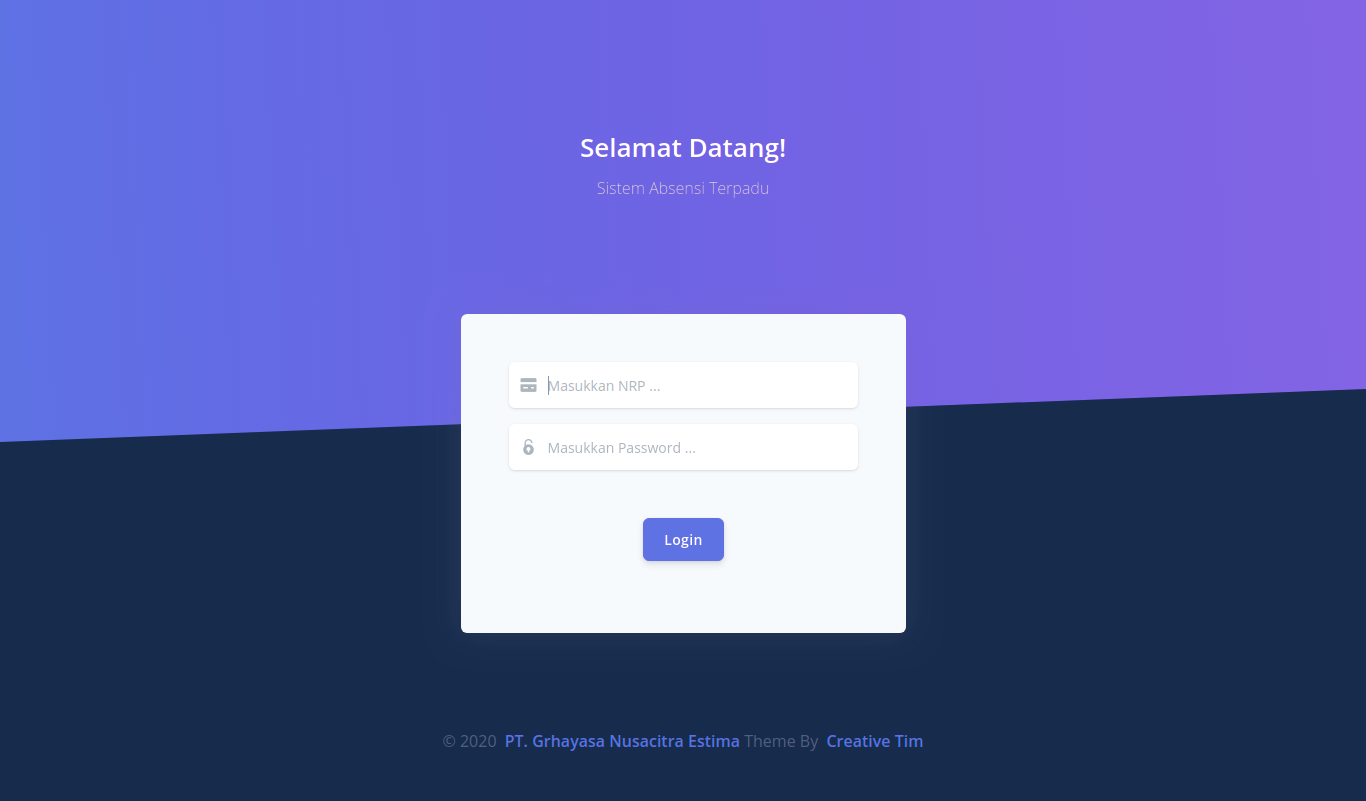 Selamat Datang!
Sistem Absensi Terpadu
Masukkan NRP ...
Masukkan Password ...
Login
© 2020 PT. Grhayasa Nusacitra Estima Theme By Creative Tim